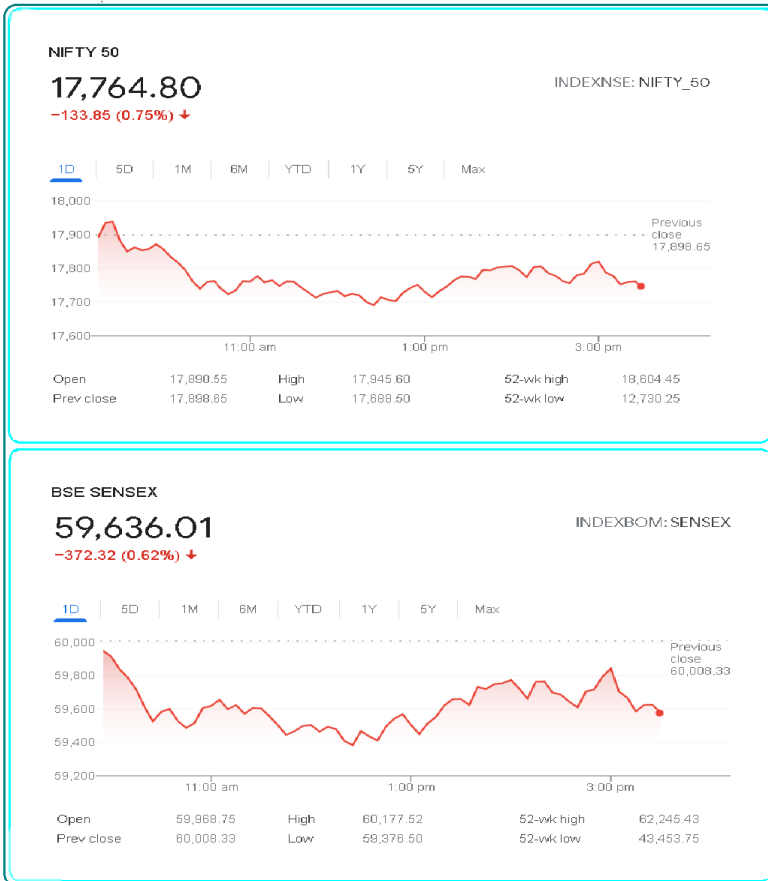 NIFTY 50
17,764.80 INDEXNSE: NIFTY_50
−133.85 (0.75%) ↓
1D 5D 1M 6M YTD 1Y 5Y Max
18,000
17,900
17,800
17,700
17,600
Previous
close
17,898.65
11:00 am 1:00 pm 3:00 pm
Open 17,890.55 High 17,945.60 52-wk high 18,604.45
Prev close 17,898.65 Low 17,688.50 52-wk low 12,730.25
BSE SENSEX
59,636.01 INDEXBOM: SENSEX
−372.32 (0.62%) ↓
1D 5D 1M 6M YTD 1Y 5Y Max
60,000
59,800
59,600
59,400
59,200
Previous
close
60,008.33
11:00 am 1:00 pm 3:00 pm
Open 59,968.75 High 60,177.52 52-wk high 62,245.43
Prev close 60,008.33 Low 59,376.50 52-wk low 43,453.75